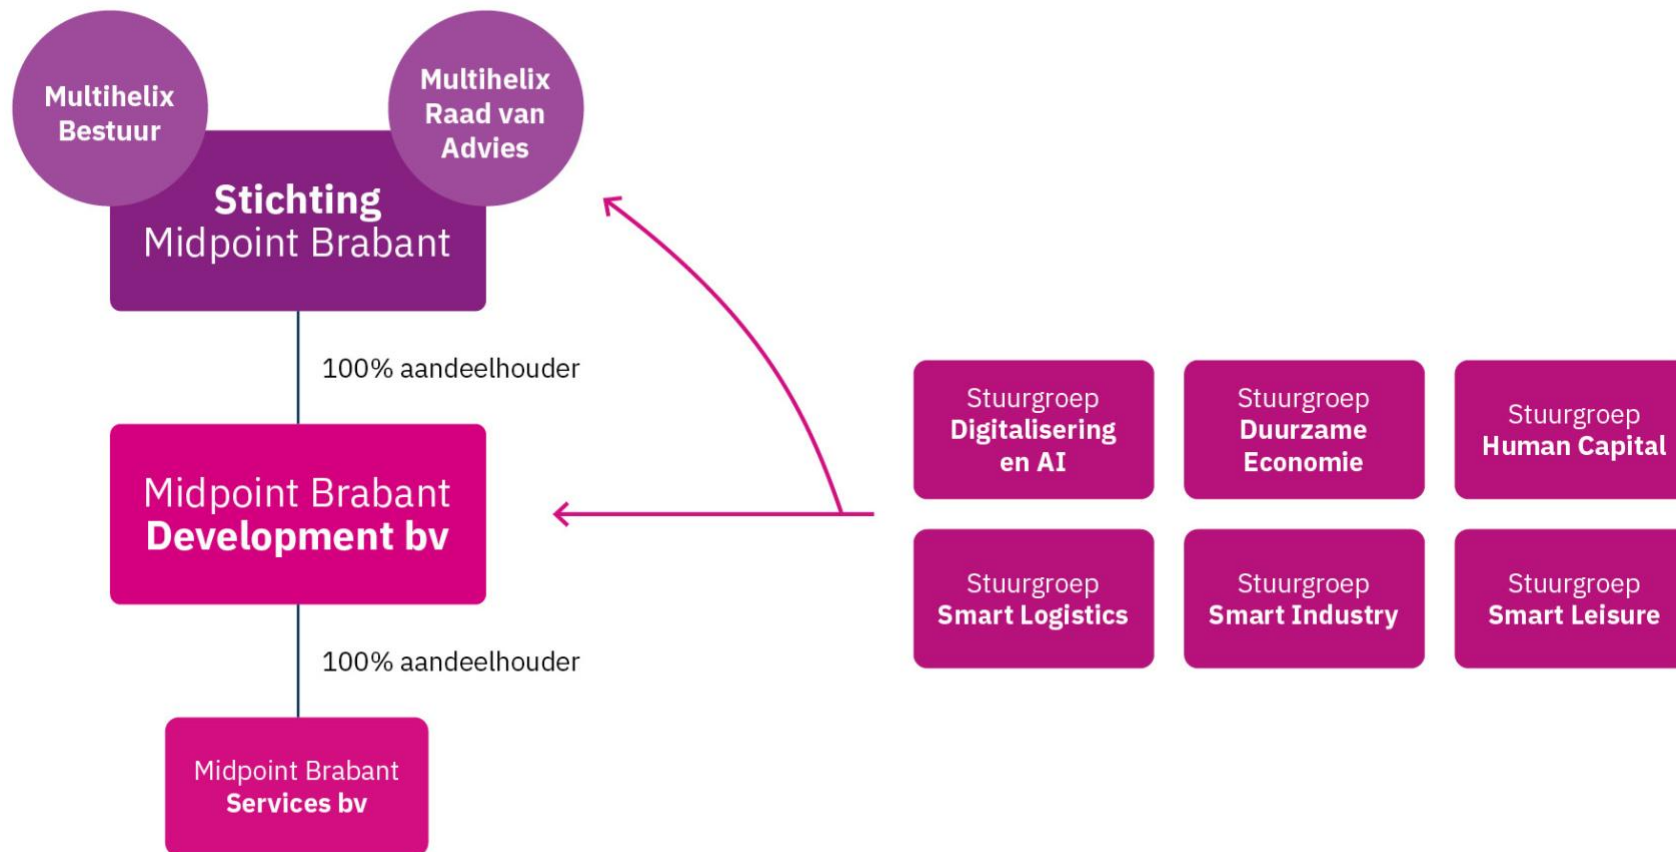 Multihelix
Bestuur
Multihelix
Raad van
Advies
Stichting
Midpoint Brabant
100% aandeelhouder
Midpoint Brabant
Development bv
100% aandeelhouder
Midpoint Brabant
Services bv
Stuurgroep
Digitalisering
en AI
Stuurgroep
Duurzame
Economie
Stuurgroep
Human Capital
Stuurgroep
Smart Logistics
Stuurgroep
Smart Industry
Stuurgroep
Smart Leisure